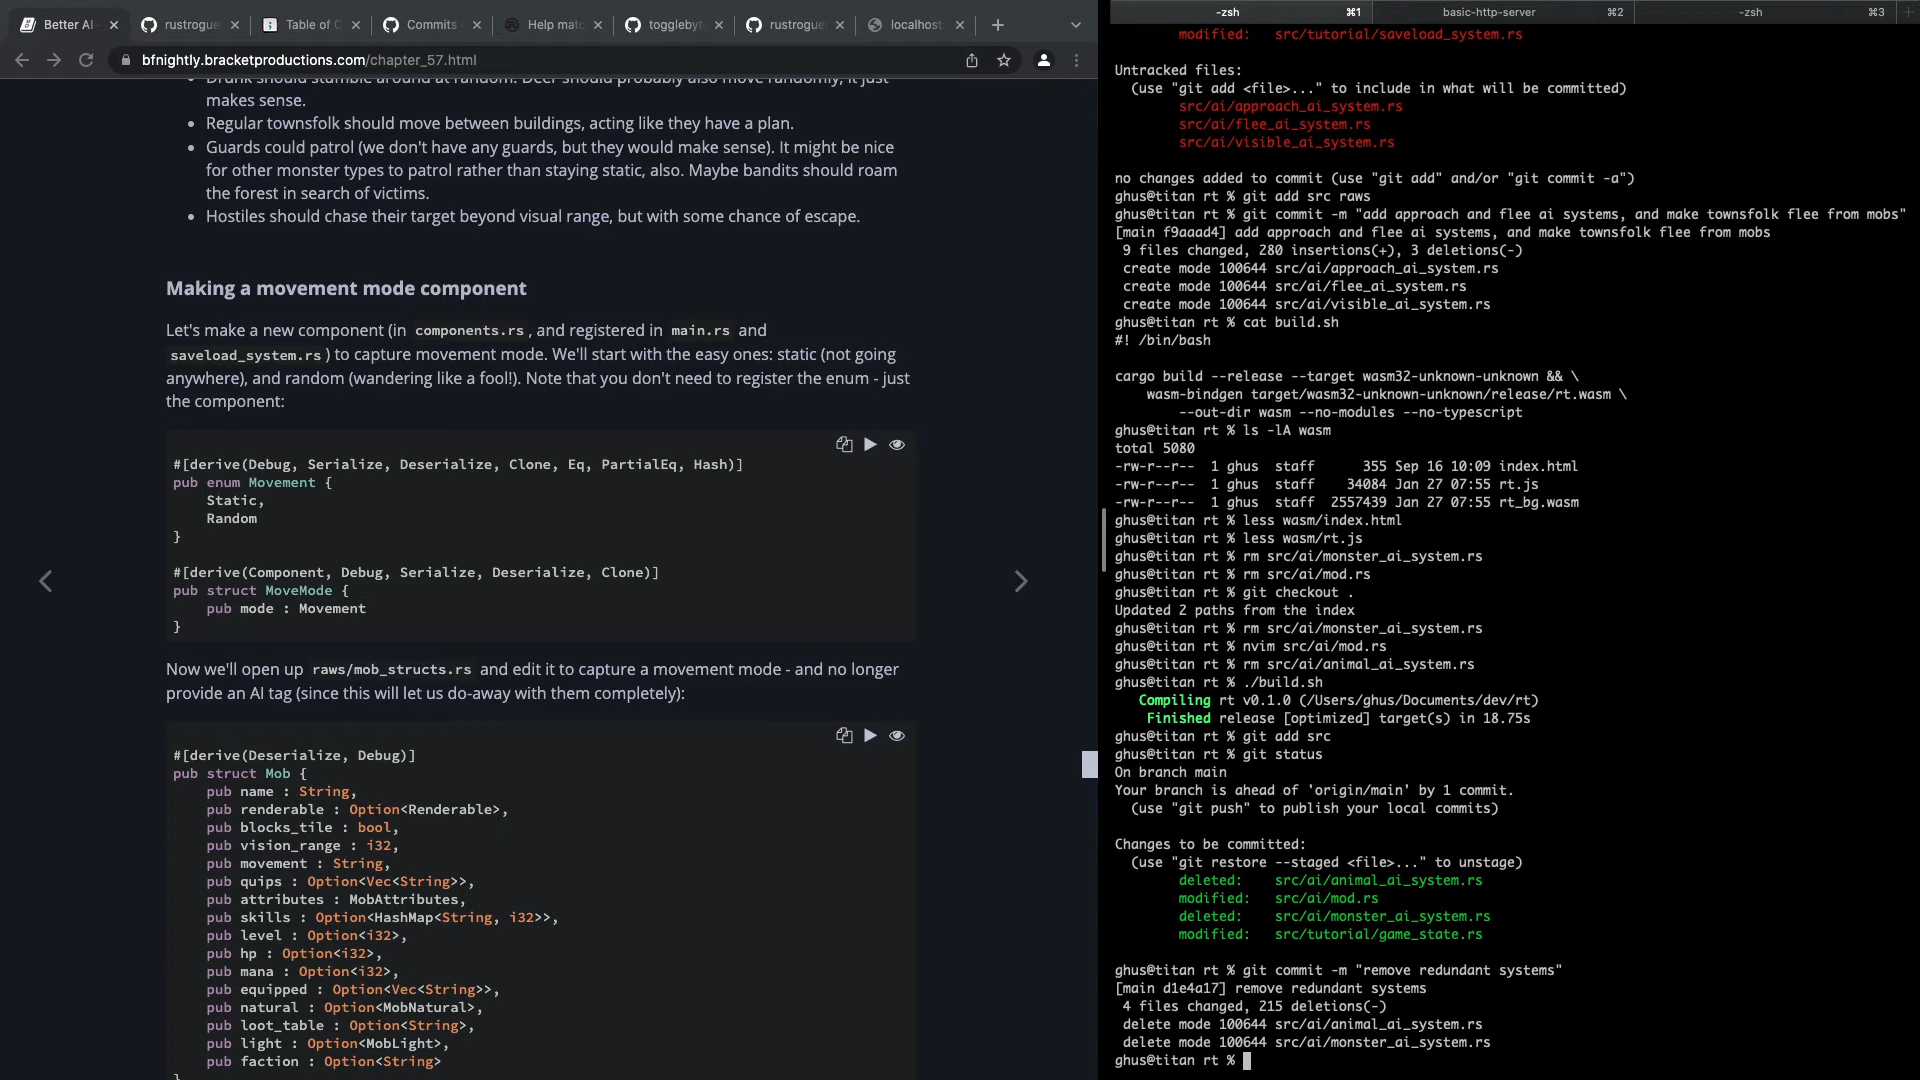 Better AI
rustrogue
Table of C
Commits
Help matc
togglebyt
rustrogue
localhost
bfnightly.bracketproductions.com/chapter_57.html
Drunk should stumble around at random. Deer should probably also move randomly, it just
makes sense.
Regular townsfolk should move between buildings, acting like they have a plan.
Guards could patrol (we don't have any guards, but they would make sense). It might be nice
for other monster types to patrol rather than staying static, also. Maybe bandits should roam
the forest in search of victims.
Hostiles should chase their target beyond visual range, but with some chance of escape.
Making a movement mode component
Let's make a new component (in components.rs, and registered in main.rs and
saveload_system.rs) to capture movement mode. We'll start with the easy ones: static (not going
anywhere), and random (wandering like a fool!). Note that you don't need to register the enum - just
the component:
#[derive(Debug, Serialize, Deserialize, Clone, Eq, PartialEq, Hash)]
pub enum Movement {
    Static,
    Random
}
#[derive(Component, Debug, Serialize, Deserialize, Clone)]
pub struct MoveMode {
    pub mode : Movement
}
Now we'll open up raws/mob_structs.rs and edit it to capture a movement mode - and no longer
provide an AI tag (since this will let us do-away with them completely):
#[derive(Deserialize, Debug)]
pub struct Mob {
    pub name : String,
    pub renderable : Option<Renderable>,
    pub blocks_tile : bool,
    pub vision_range : i32,
    pub movement : String,
    pub quips : Option<Vec<String>>,
    pub attributes : MobAttributes,
    pub skills : Option<HashMap<String, i32>>,
    pub level : Option<i32>,
    pub hp : Option<i32>,
    pub mana : Option<i32>,
    pub equipped : Option<Vec<String>>,
    pub natural : Option<MobNatural>,
    pub loot_table : Option<String>,
    pub light : Option<MobLight>,
    pub faction : Option<String>
}
-zsh ⌘1 basic-http-server ⌘2 -zsh ⌘3
modified:   src/tutorial/saveload_system.rs
Untracked files:
  (use "git add <file>..." to include in what will be committed)
        src/ai/approach_ai_system.rs
        src/ai/flee_ai_system.rs
        src/ai/visible_ai_system.rs
no changes added to commit (use "git add" and/or "git commit -a")
ghus@titan rt % git add src raws
ghus@titan rt % git commit -m "add approach and flee ai systems, and make townsfolk flee from mobs"
[main f9aaad4] add approach and flee ai systems, and make townsfolk flee from mobs
 9 files changed, 280 insertions(+), 3 deletions(-)
 create mode 100644 src/ai/approach_ai_system.rs
 create mode 100644 src/ai/flee_ai_system.rs
 create mode 100644 src/ai/visible_ai_system.rs
ghus@titan rt % cat build.sh
#! /bin/bash
cargo build --release --target wasm32-unknown-unknown && \
    wasm-bindgen target/wasm32-unknown-unknown/release/rt.wasm \
        --out-dir wasm --no-modules --no-typescript
ghus@titan rt % ls -lA wasm
total 5080
-rw-r--r--  1 ghus  staff      355 Sep 16 10:09 index.html
-rw-r--r--  1 ghus  staff    34084 Jan 27 07:55 rt.js
-rw-r--r--  1 ghus  staff  2557439 Jan 27 07:55 rt_bg.wasm
ghus@titan rt % less wasm/index.html
ghus@titan rt % less wasm/rt.js
ghus@titan rt % rm src/ai/monster_ai_system.rs
ghus@titan rt % rm src/ai/mod.rs
ghus@titan rt % git checkout .
Updated 2 paths from the index
ghus@titan rt % rm src/ai/monster_ai_system.rs
ghus@titan rt % nvim src/ai/mod.rs
ghus@titan rt % rm src/ai/animal_ai_system.rs
ghus@titan rt % ./build.sh
   Compiling rt v0.1.0 (/Users/ghus/Documents/dev/rt)
    Finished release [optimized] target(s) in 18.75s
ghus@titan rt % git add src
ghus@titan rt % git status
On branch main
Your branch is ahead of 'origin/main' by 1 commit.
  (use "git push" to publish your local commits)
Changes to be committed:
  (use "git restore --staged <file>..." to unstage)
        deleted:    src/ai/animal_ai_system.rs
        modified:   src/ai/mod.rs
        deleted:    src/ai/monster_ai_system.rs
        modified:   src/tutorial/game_state.rs
ghus@titan rt % git commit -m "remove redundant systems"
[main d1e4a17] remove redundant systems
 4 files changed, 215 deletions(-)
 delete mode 100644 src/ai/animal_ai_system.rs
 delete mode 100644 src/ai/monster_ai_system.rs
ghus@titan rt %